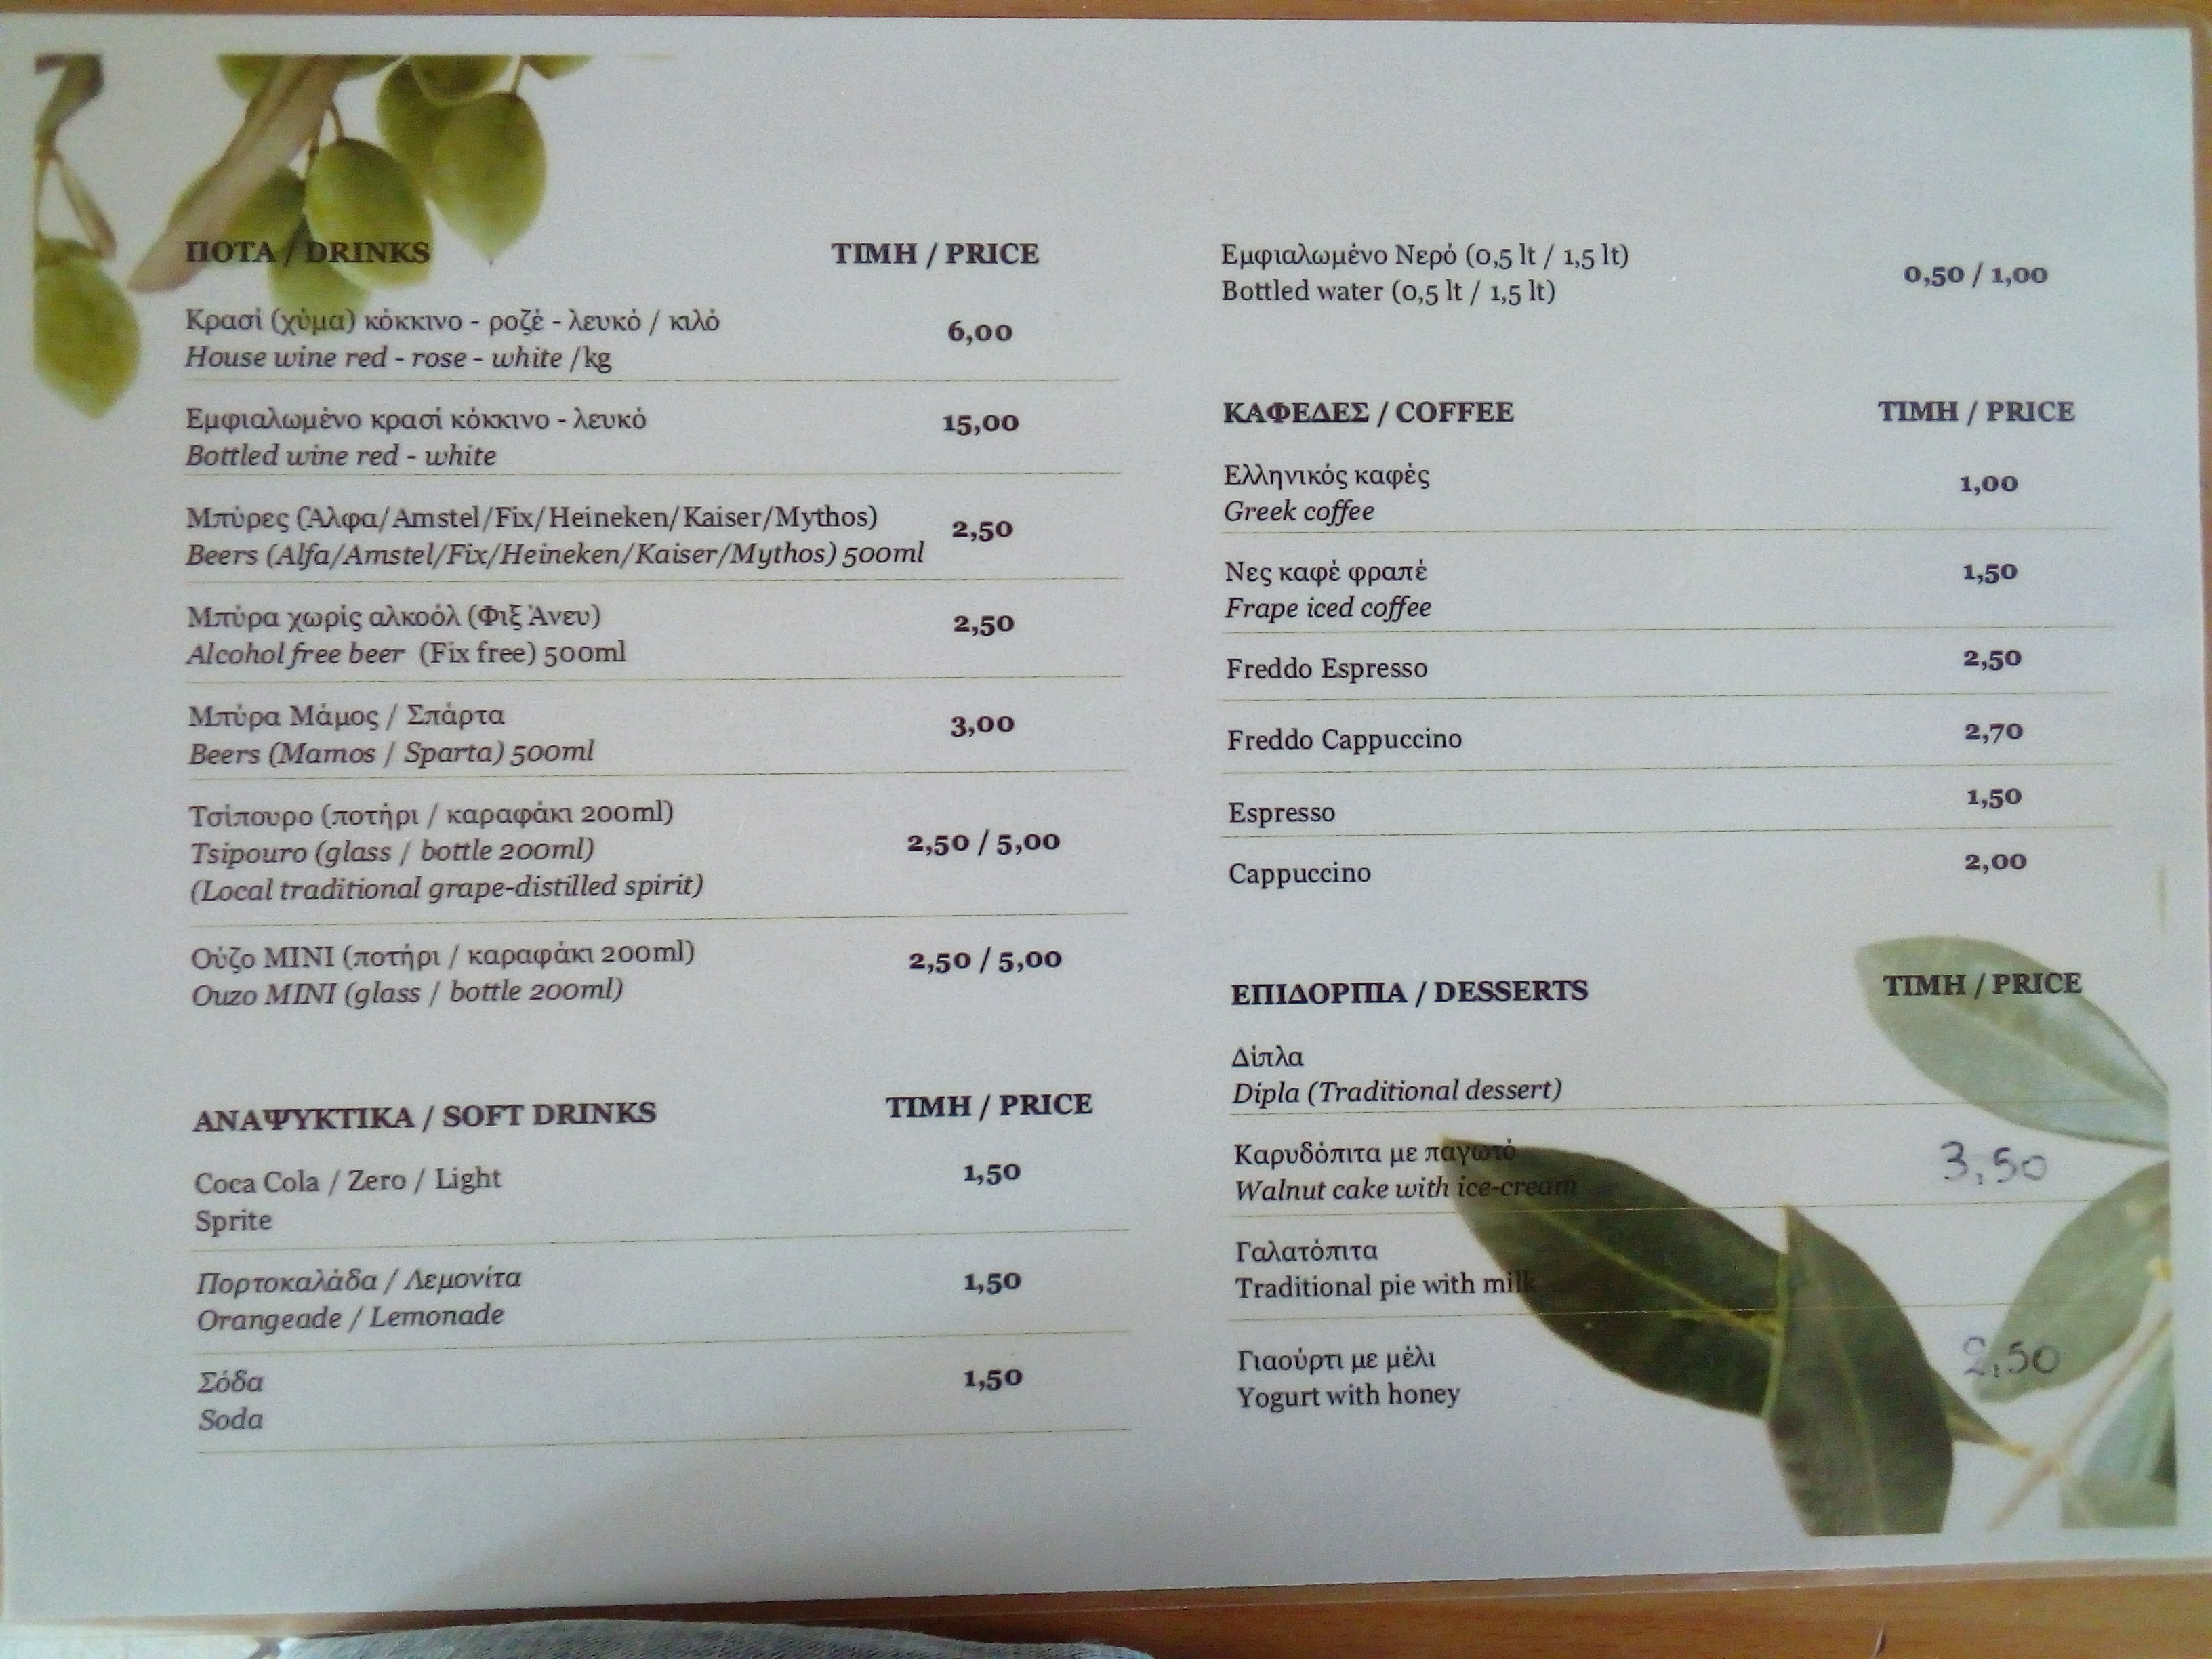 ΠΟΤΑ / DRINKS ΤΙΜΗ / PRICE
Κρασί (χύμα) κόκκινο - ροζέ - λευκό / κιλό
House wine red - rose - white /kg
6,00
Εμφιαλωμένο κρασί κόκκινο - λευκό
Bottled wine red - white
15,00
Μπύρες (Άλφα/Amstel/Fix/Heineken/Kaiser/Mythos)
Beers (Alfa/Amstel/Fix/Heineken/Kaiser/Mythos) 500ml
2,50
Μπύρα χωρίς αλκοόλ (Φιξ Άνευ)
Alcohol free beer (Fix free) 500ml
2,50
Μπύρα Μάμος / Σπάρτα
Beers (Mamos / Sparta) 500ml
3,00
Τσίπουρο (ποτήρι / καραφάκι 200ml)
Tsipouro (glass / bottle 200ml)
(Local traditional grape-distilled spirit)
2,50 / 5,00
Ούζο MINI (ποτήρι / καραφάκι 200ml)
Ouzo MINI (glass / bottle 200ml)
2,50 / 5,00
ΑΝΑΨΥΚΤΙΚΑ / SOFT DRINKS ΤΙΜΗ / PRICE
Coca Cola / Zero / Light
Sprite
1,50
Πορτοκαλάδα / Λεμονίτα
Orangeade / Lemonade
1,50
Σόδα
Soda
1,50
Εμφιαλωμένο Νερό (0,5 lt / 1,5 lt)
Bottled water (0,5 lt / 1,5 lt)
0,50 / 1,00
ΚΑΦΕΔΕΣ / COFFEE ΤΙΜΗ / PRICE
Ελληνικός καφές
Greek coffee
1,00
Νες καφέ φραπέ
Frape iced coffee
1,50
Freddo Espresso 2,50
Freddo Cappuccino 2,70
Espresso 1,50
Cappuccino 2,00
ΕΠΙΔΟΡΠΙΑ / DESSERTS ΤΙΜΗ / PRICE
Δίπλα
Dipla (Traditional dessert)
Καρυδόπιτα με παγωτό
Walnut cake with ice-cream
3,50
Γαλατόπιτα
Traditional pie with milk
Γιαούρτι με μέλι
Yogurt with honey
2,50